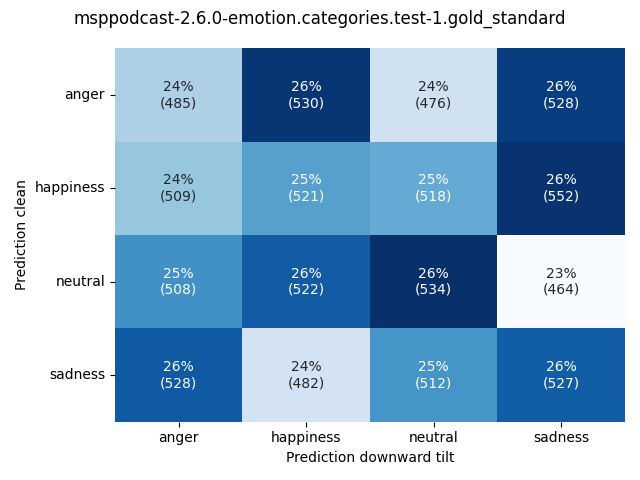 msppodcast-2.6.0-emotion.categories.test-1.gold_standard
Prediction clean
anger
24% 26% 24% 26%
(485) (530) (476) (528)
happiness
24% 25% 25% 26%
(509) (521) (518) (552)
neutral
25% 26% 26% 23%
(508) (522) (534) (464)
sadness
26% 24% 25% 26%
(528) (482) (512) (527)
anger happiness neutral sadness
Prediction downward tilt